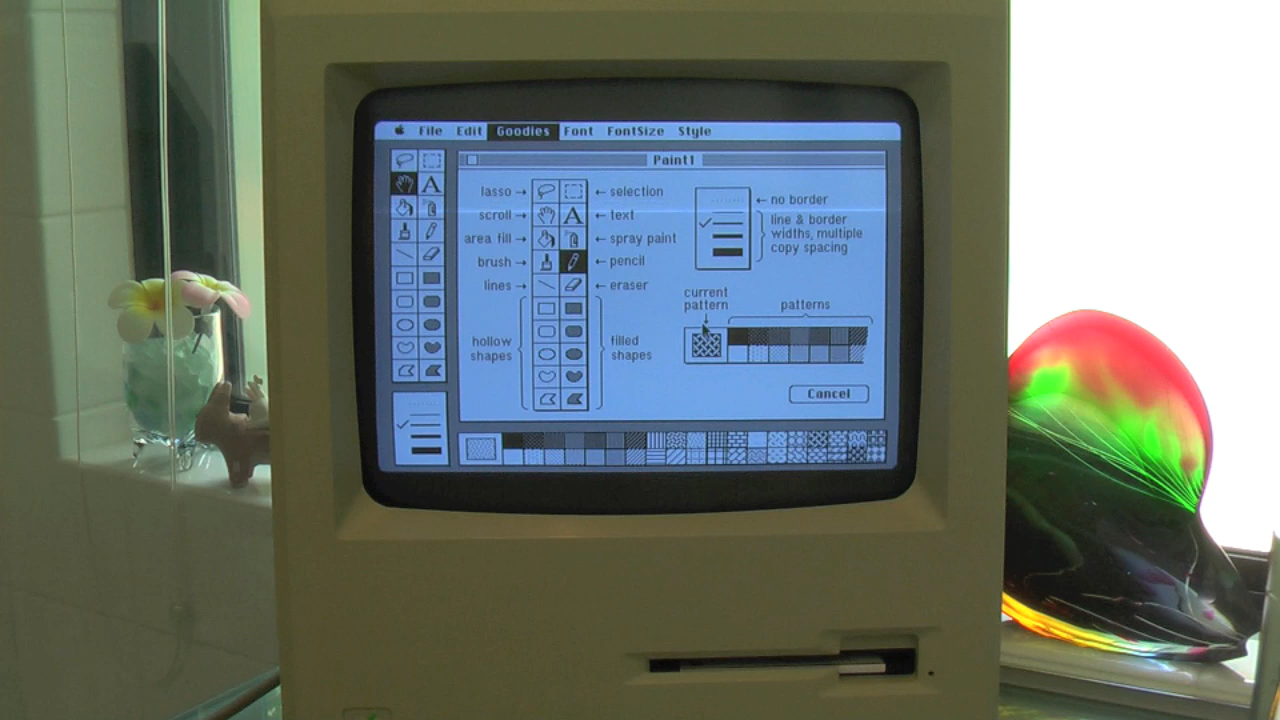 File Edit Goodies Font FontSize Style
Paint1
lasso → A ← selection
scroll → A ← text
area fill → ← spray paint
brush → ← pencil
lines → ← eraser
hollow
shapes
filled
shapes
← no border
line & border
widths, multiple
copy spacing
current
pattern
patterns
Cancel